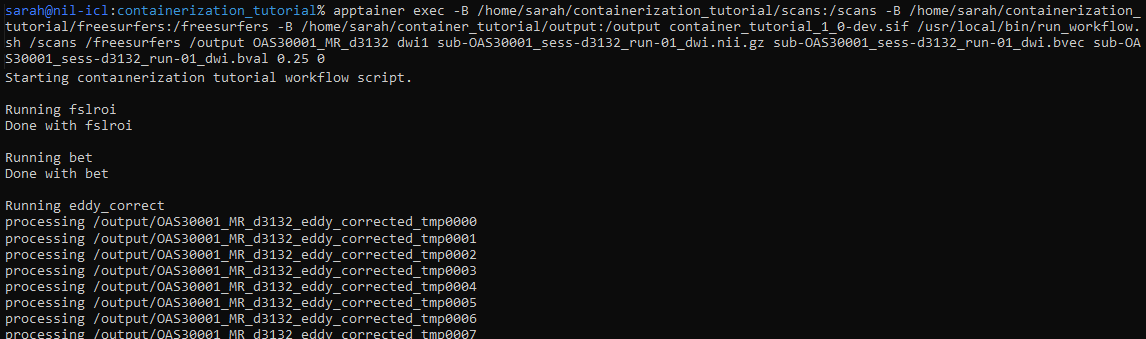 sarah@nil-icl:containerization_tutorial% apptainer exec -B /home/sarah/containerization_tutorial/scans:/scans -B /home/sarah/containerization_
tutorial/freesurfers:/freesurfers -B /home/sarah/containerization_tutorial/output:/output container_tutorial_1_0-dev.sif /usr/local/bin/run_workflow.
sh /scans /freesurfers /output OAS30001_MR_d3132 dwi1 sub-OAS30001_sess-d3132_run-01_dwi.nii.gz sub-OAS30001_sess-d3132_run-01_dwi.bvec sub-OA
S30001_sess-d3132_run-01_dwi.bval 0.25 0
Starting containerization tutorial workflow script.
Running fslroi
Done with fslroi
Running bet
Done with bet
Running eddy_correct
processing /output/OAS30001_MR_d3132_eddy_corrected_tmp0000
processing /output/OAS30001_MR_d3132_eddy_corrected_tmp0001
processing /output/OAS30001_MR_d3132_eddy_corrected_tmp0002
processing /output/OAS30001_MR_d3132_eddy_corrected_tmp0003
processing /output/OAS30001_MR_d3132_eddy_corrected_tmp0004
processing /output/OAS30001_MR_d3132_eddy_corrected_tmp0005
processing /output/OAS30001_MR_d3132_eddy_corrected_tmp0006
processing /output/OAS30001_MR_d3132_eddy_corrected_tmp0007